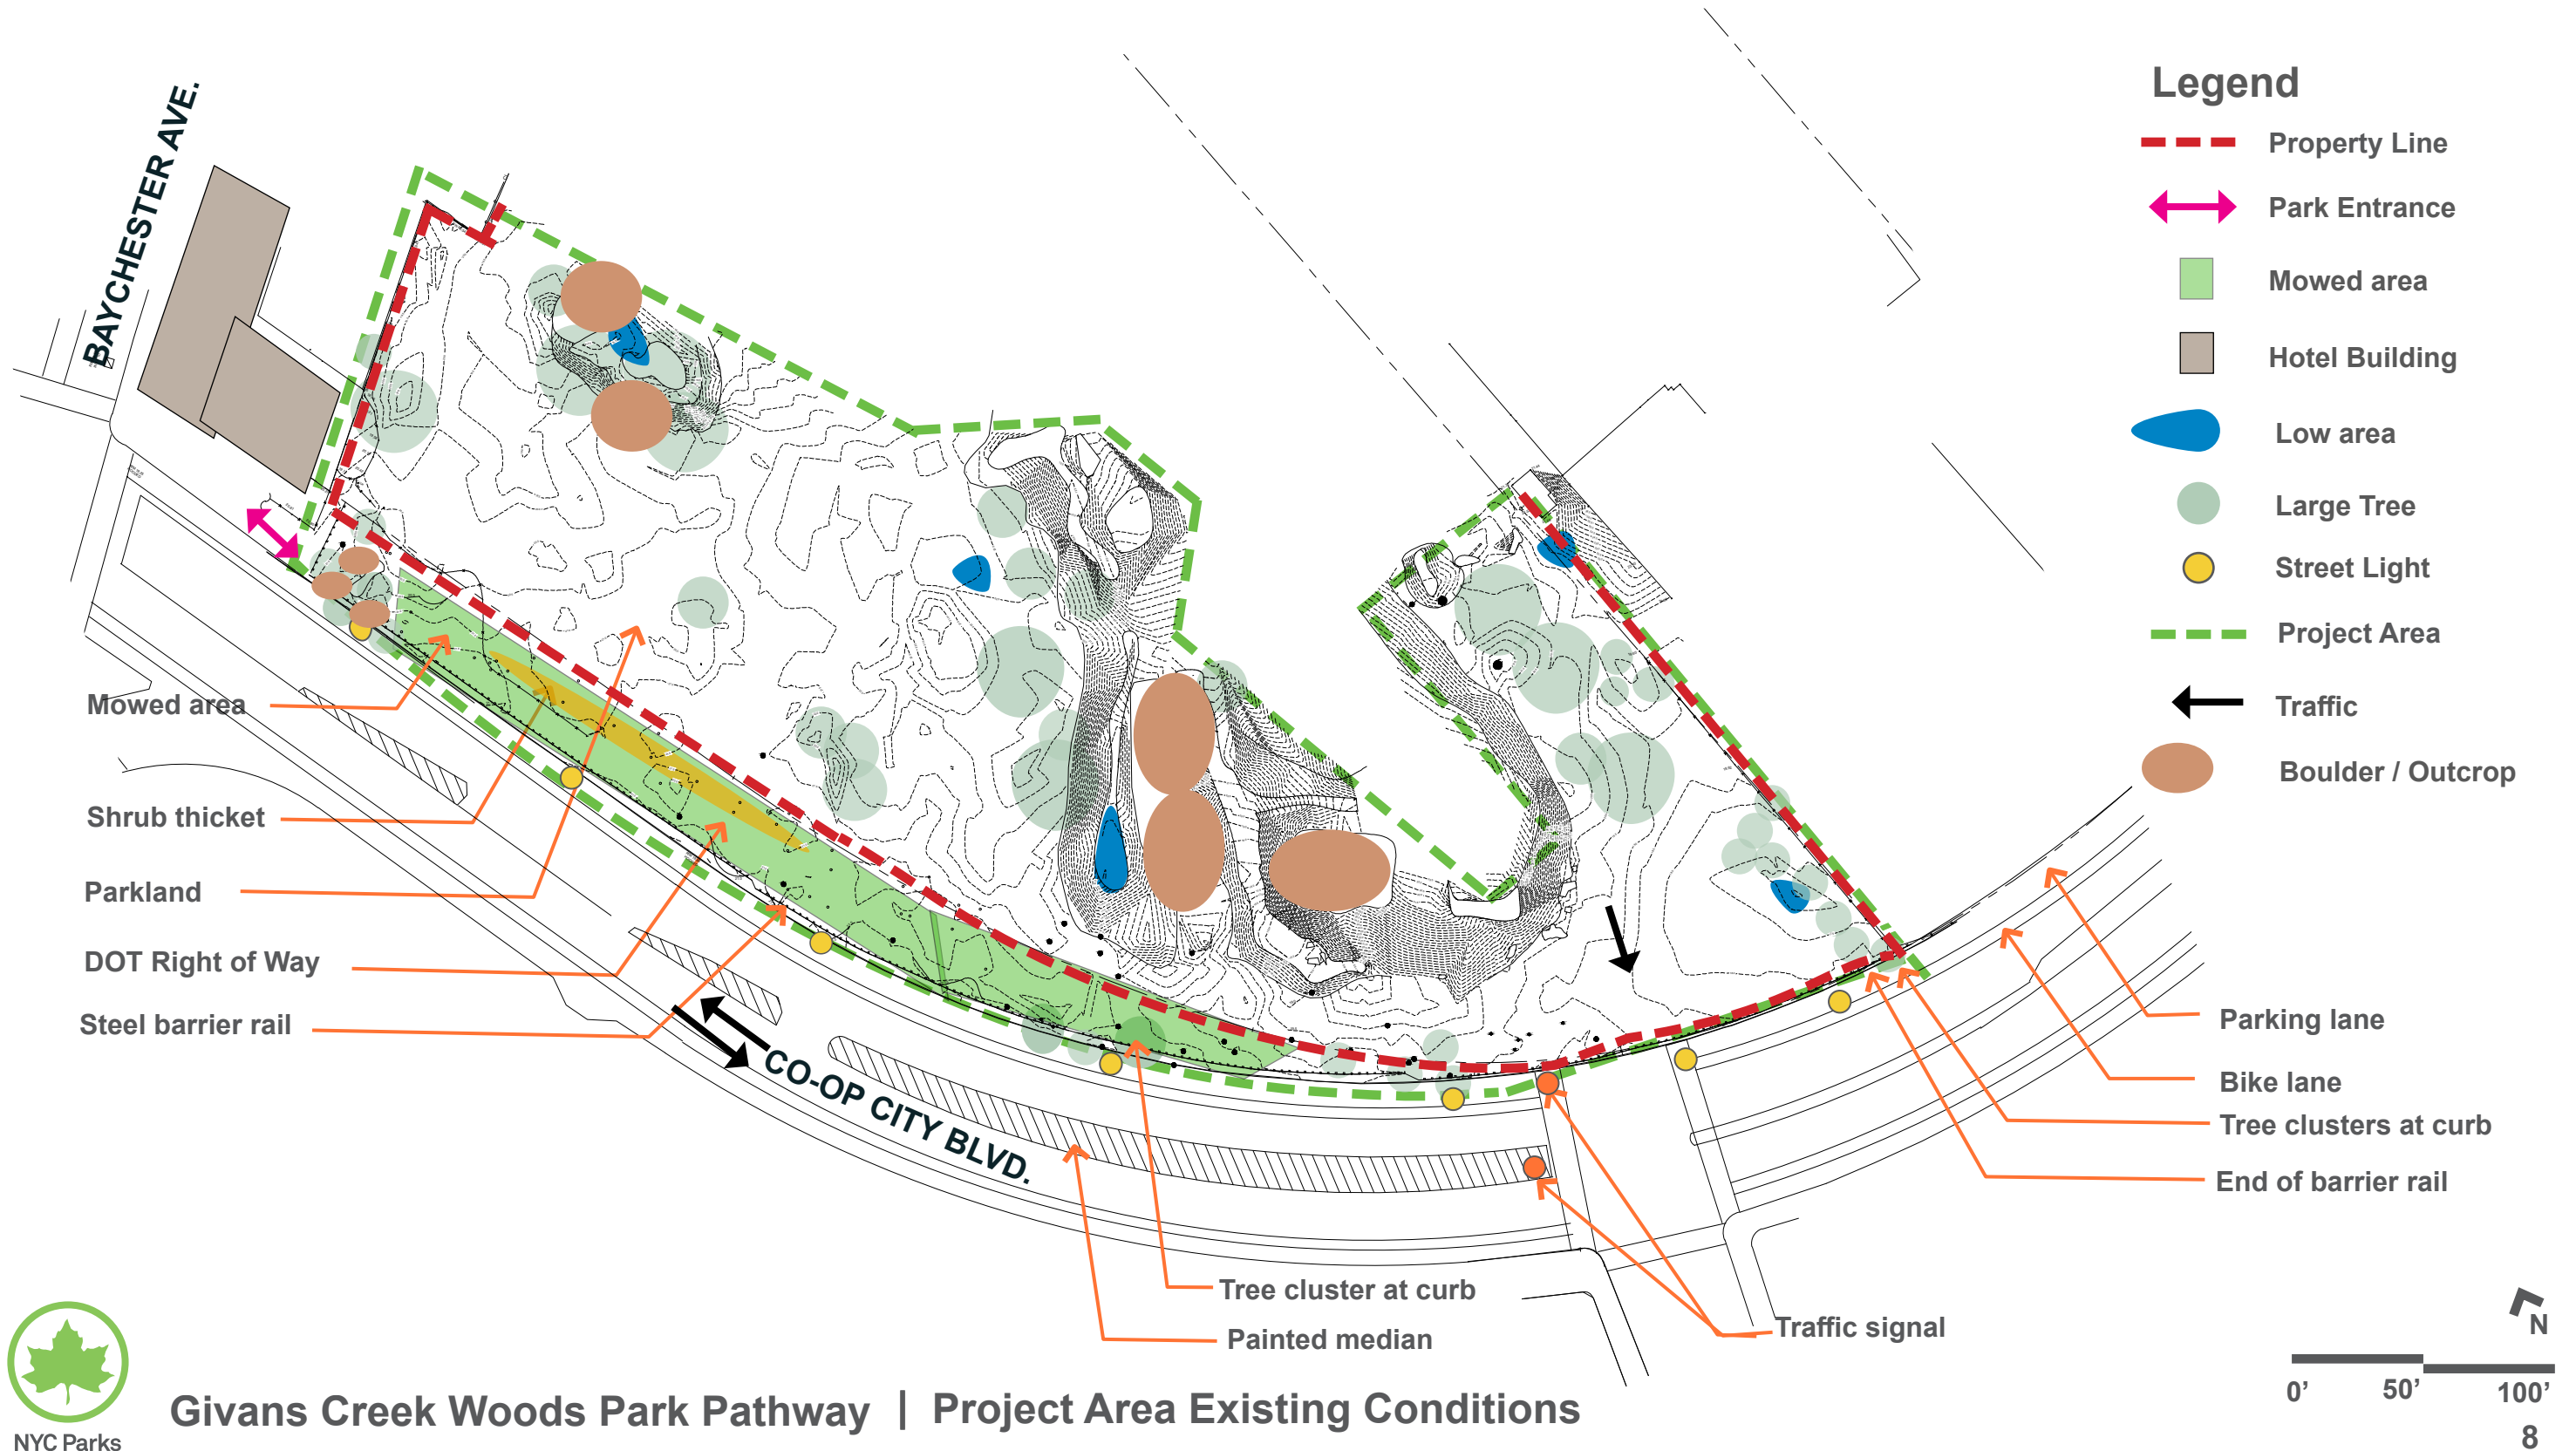 BAYCHESTER AVE.
Legend
Property Line
Park Entrance
Mowed area
Hotel Building
Low area
Large Tree
Street Light
Project Area
Traffic
Boulder / Outcrop
Mowed area
Shrub thicket
Parkland
DOT Right of Way
Steel barrier rail
CO-OP CITY BLVD.
Parking lane
Bike lane
Tree clusters at curb
End of barrier rail
Tree cluster at curb
Painted median
Traffic signal
N
0’ 50’ 100’
NYC Parks
Givans Creek Woods Park Pathway | Project Area Existing Conditions
8